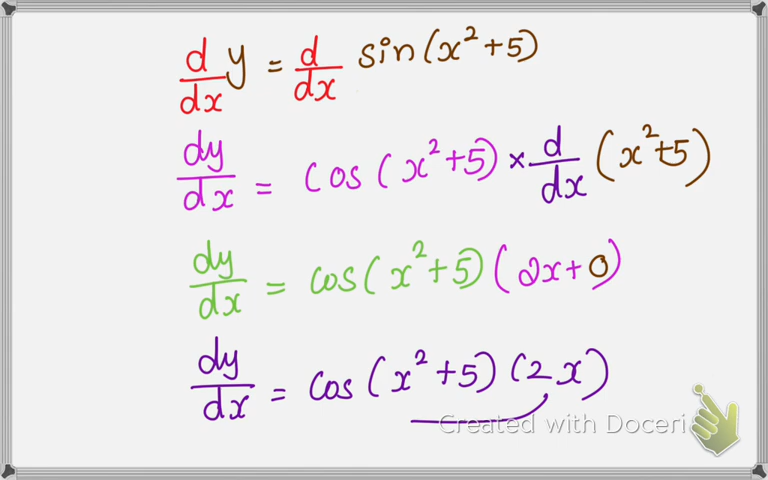 d/dx y = d/dx sin(x²+5)
dy/dx = cos(x²+5) × d/dx (x²+5)
dy/dx = cos(x²+5)(2x+0)
dy/dx = cos(x²+5)(2x)
Created with Doceri